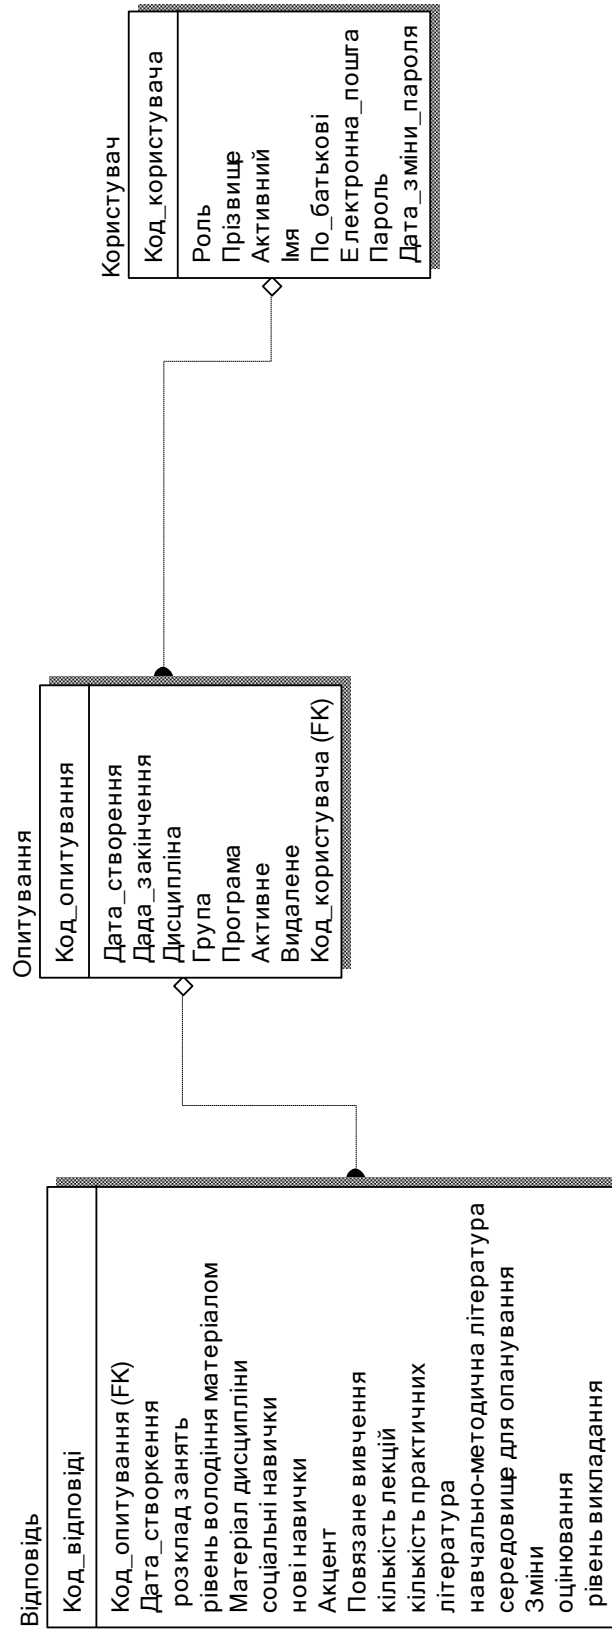 Відповідь
Код_відповіді
Код_опитування (FK)
Дата_створкення
розклад занять
рівень володіння матеріалом
Матеріал дисципліни
соціальні навички
нові навички
Акцент
Повязане вивчення
кількість лекцій
кількість практичних
література
навчально-методична література
середовище для опанування
Зміни
оцінювання
рівень викладання
Опитування
Код_опитування
Дата_створення
Дада_закінчення
Дисципліна
Група
Програма
Активне
Видалене
Код_користувача (FK)
Користувач
Код_користувача
Роль
Прізвище
Активний
Імя
По_батькові
Електронна_пошта
Пароль
Дата_зміни_пароля